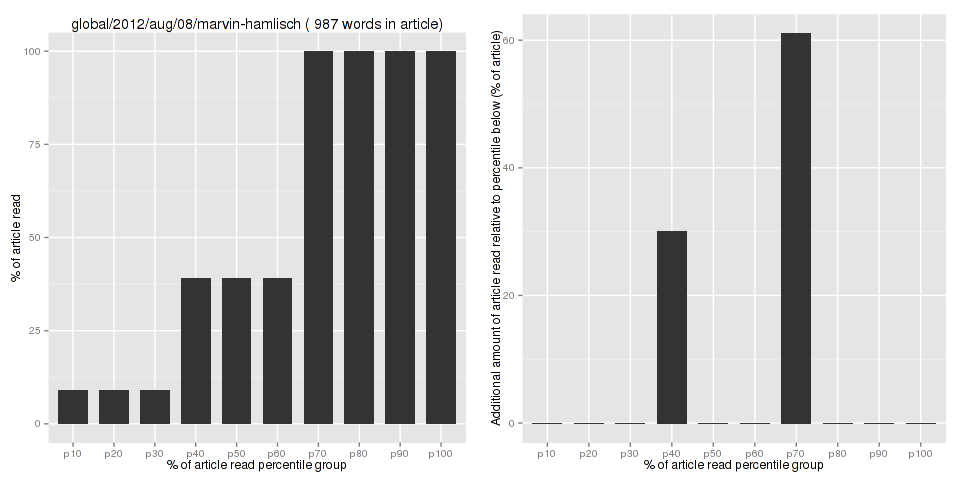 global/2012/aug/08/marvin-hamlisch ( 987 words in article)
% of article read
100
75
50
25
0
p10 p20 p30 p40 p50 p60 p70 p80 p90 p100
% of article read percentile group
Additional amount of article read relative to percentile below (% of article)
60
40
20
0
p10 p20 p30 p40 p50 p60 p70 p80 p90 p100
% of article read percentile group